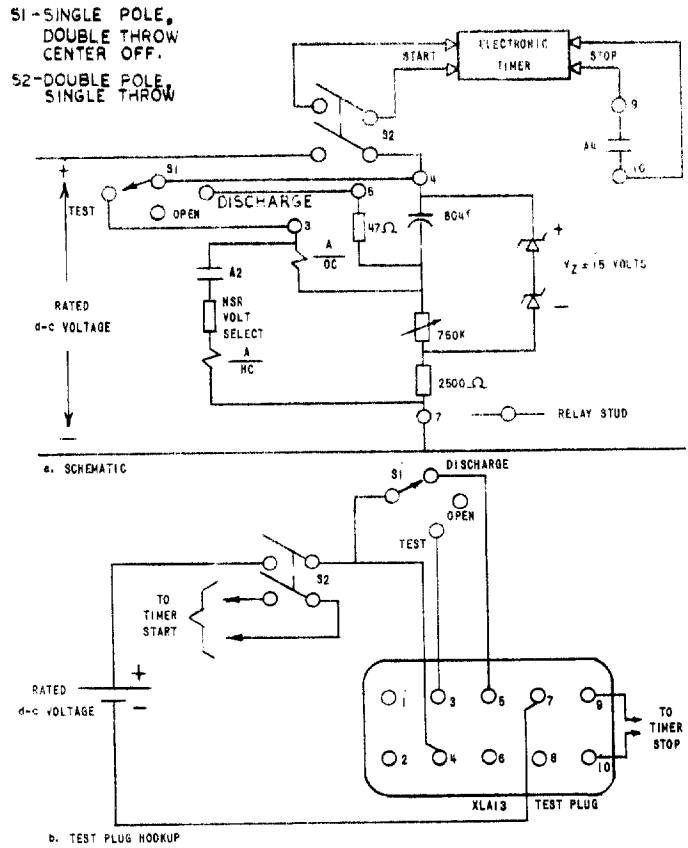 S1-SINGLE POLE,
DOUBLE THROW
CENTER OFF.
S2-DOUBLE POLE,
SINGLE THROW
ELECTRONIC
TIMER
START
STOP
S2
9
A4
10
+
S1
TEST
OPEN
DISCHARGE
3
4
RATED
d-c VOLTAGE
A2
NSR
VOLT
SELECT
A
HC
A
OC
47Ω
+
VZ = 15 VOLTS
-
750K
2500Ω
7
RELAY STUD
-
a. SCHEMATIC
S1
DISCHARGE
OPEN
TEST
S2
TO
TIMER
START
RATED
d-c VOLTAGE
+
-
1
3
5
7
9
2
4
6
8
10
TO
TIMER
STOP
XLA13 TEST PLUG
b. TEST PLUG HOOKUP